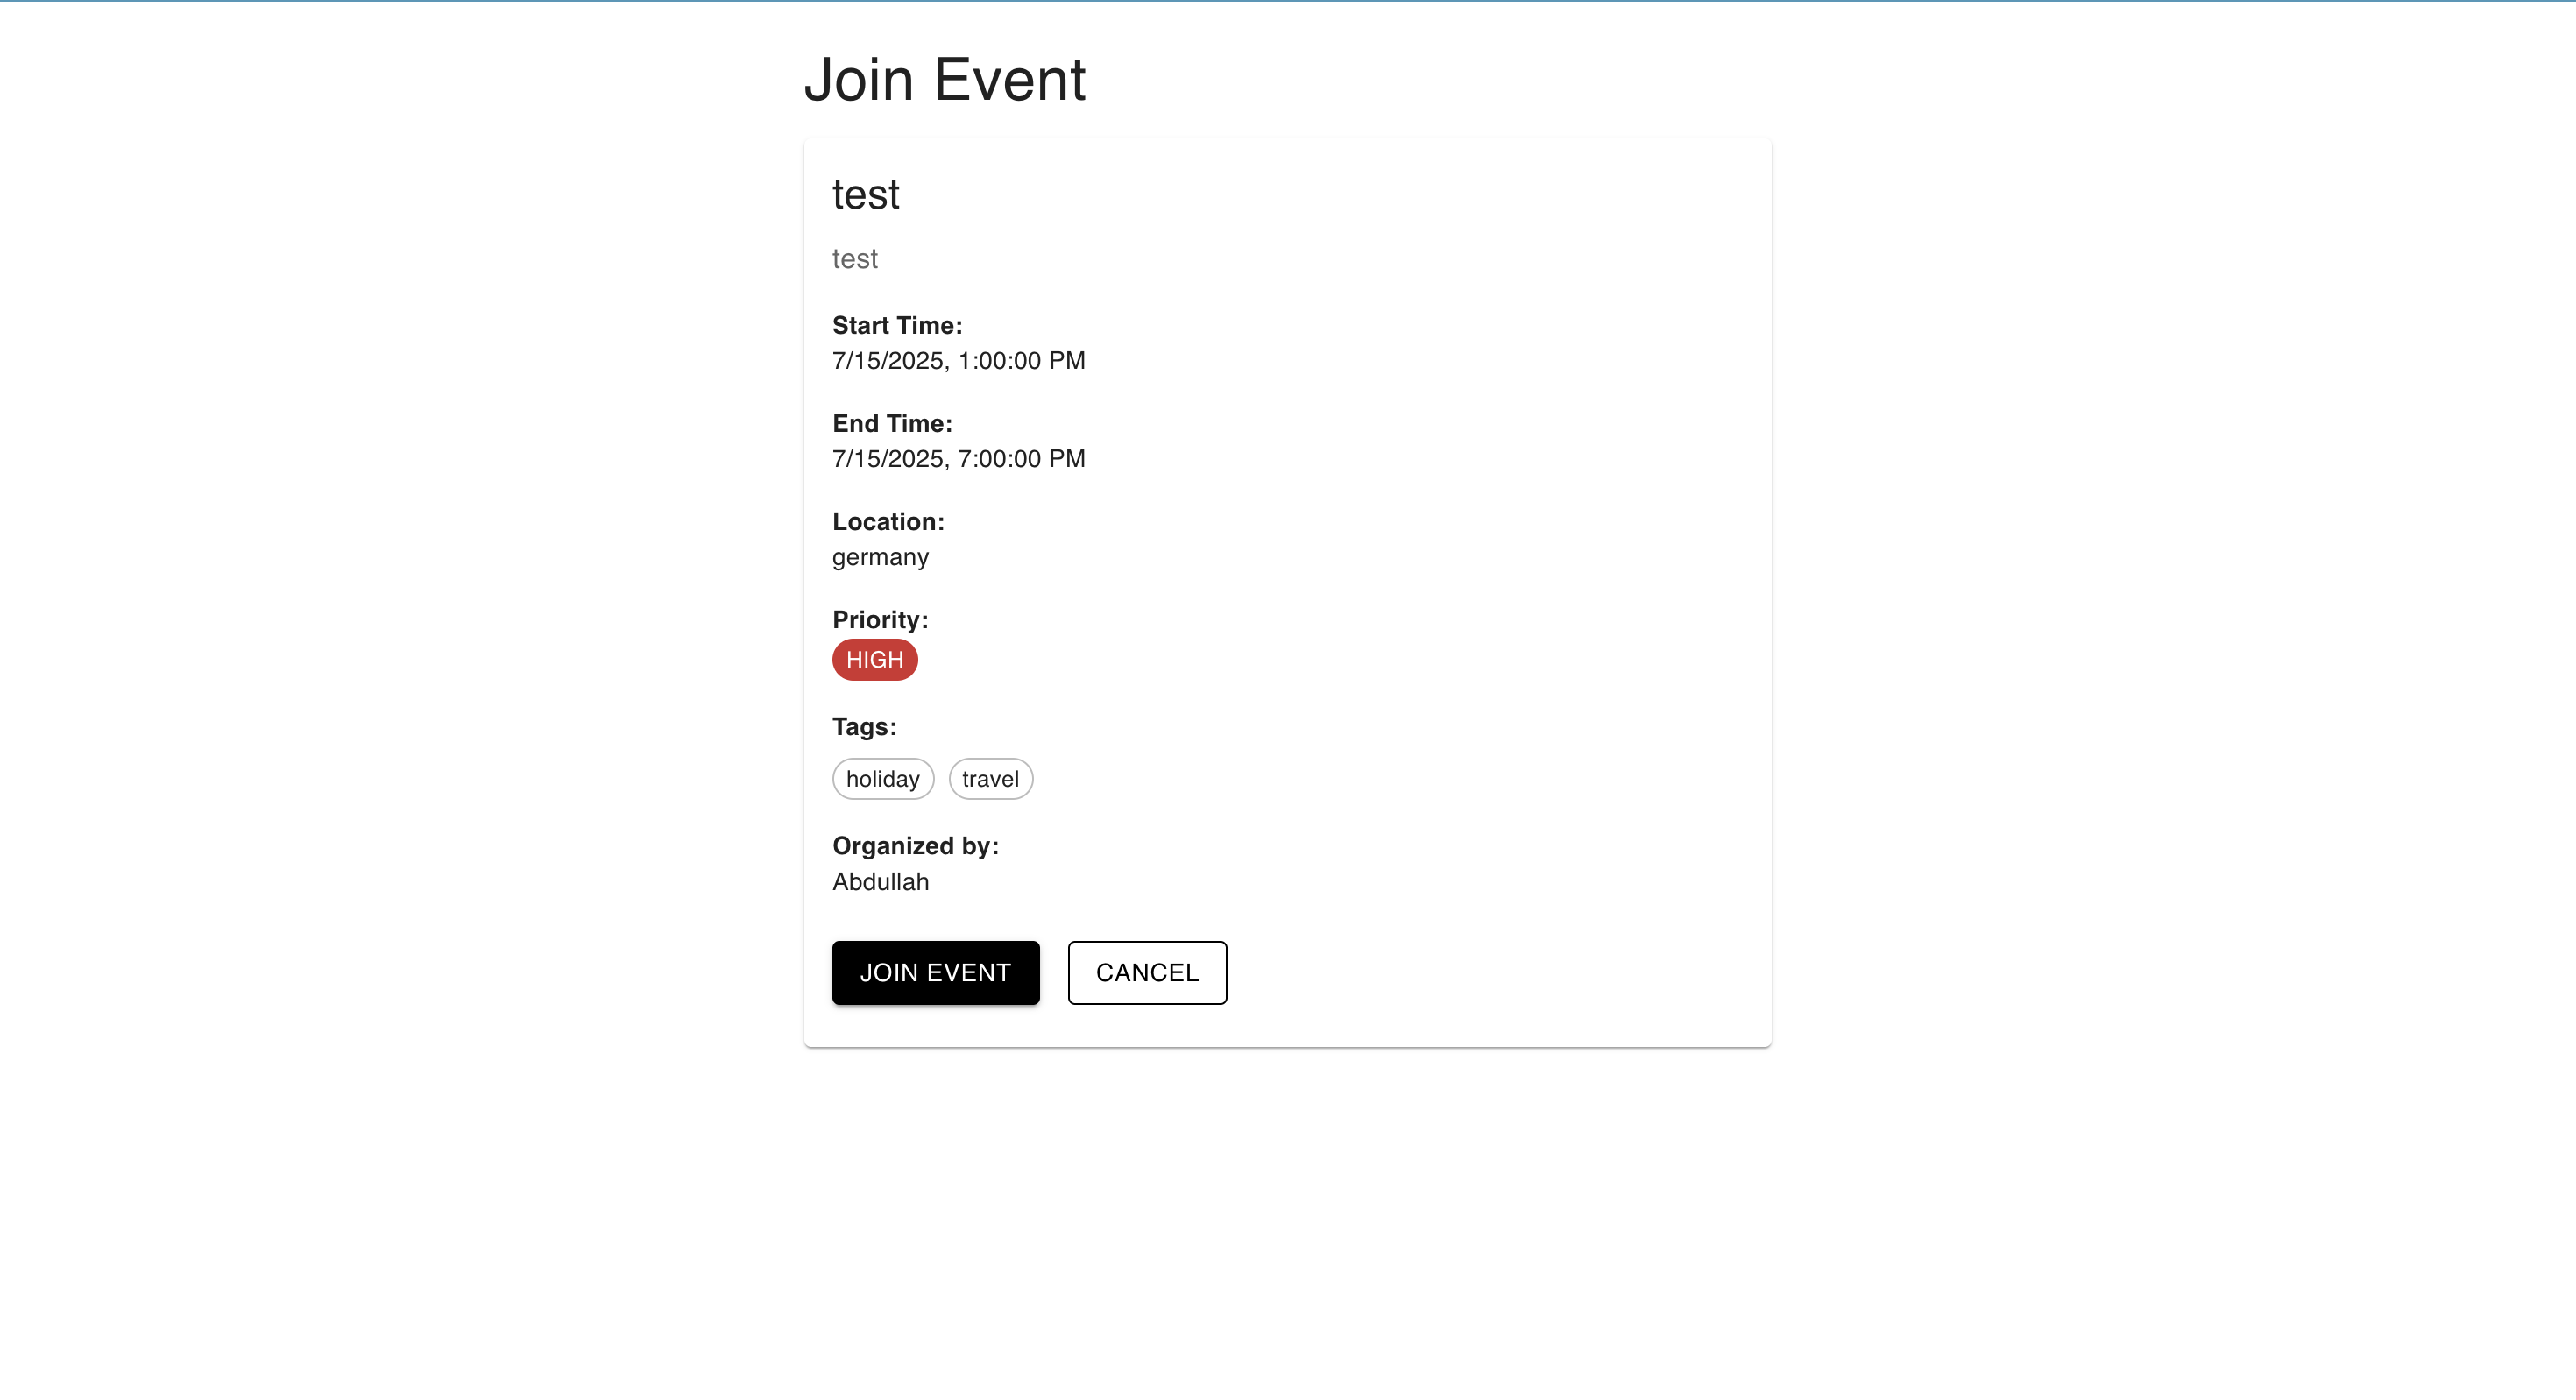 Join Event
test
test
Start Time:
7/15/2025, 1:00:00 PM
End Time:
7/15/2025, 7:00:00 PM
Location:
germany
Priority:
HIGH
Tags:
holiday travel
Organized by:
Abdullah
JOIN EVENT CANCEL